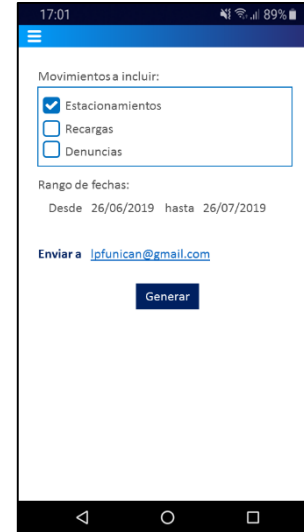 17:01 89%
Movimientos a incluir:
Estacionamientos
Recargas
Denuncias
Rango de fechas:
Desde 26/06/2019 hasta 26/07/2019
Enviar a lpfunican@gmail.com
Generar